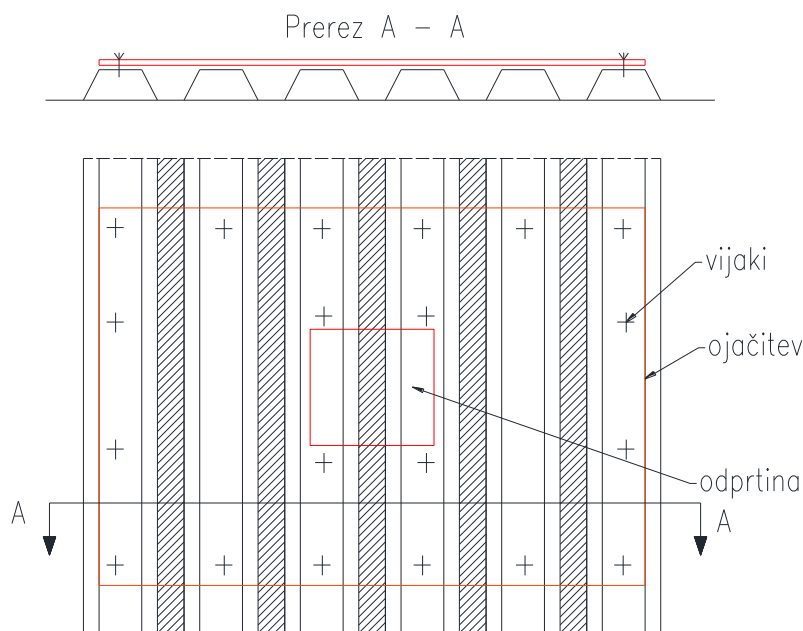 Prerez A – A
vijaki
ojačitev
odprtina
A
A